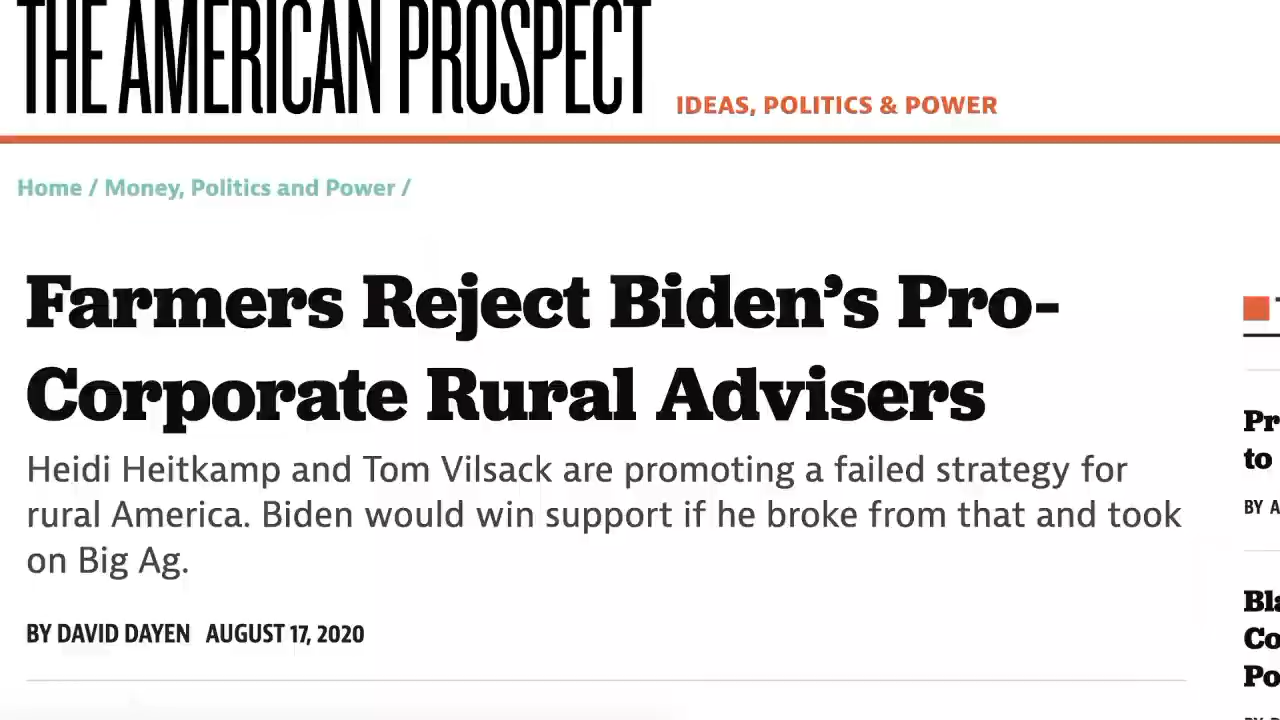 THE AMERICAN PROSPECT
IDEAS, POLITICS & POWER
Home / Money, Politics and Power /
Farmers Reject Biden's Pro-
Corporate Rural Advisers
Heidi Heitkamp and Tom Vilsack are promoting a failed strategy for
rural America. Biden would win support if he broke from that and took
on Big Ag.
BY DAVID DAYEN AUGUST 17, 2020
to
BY